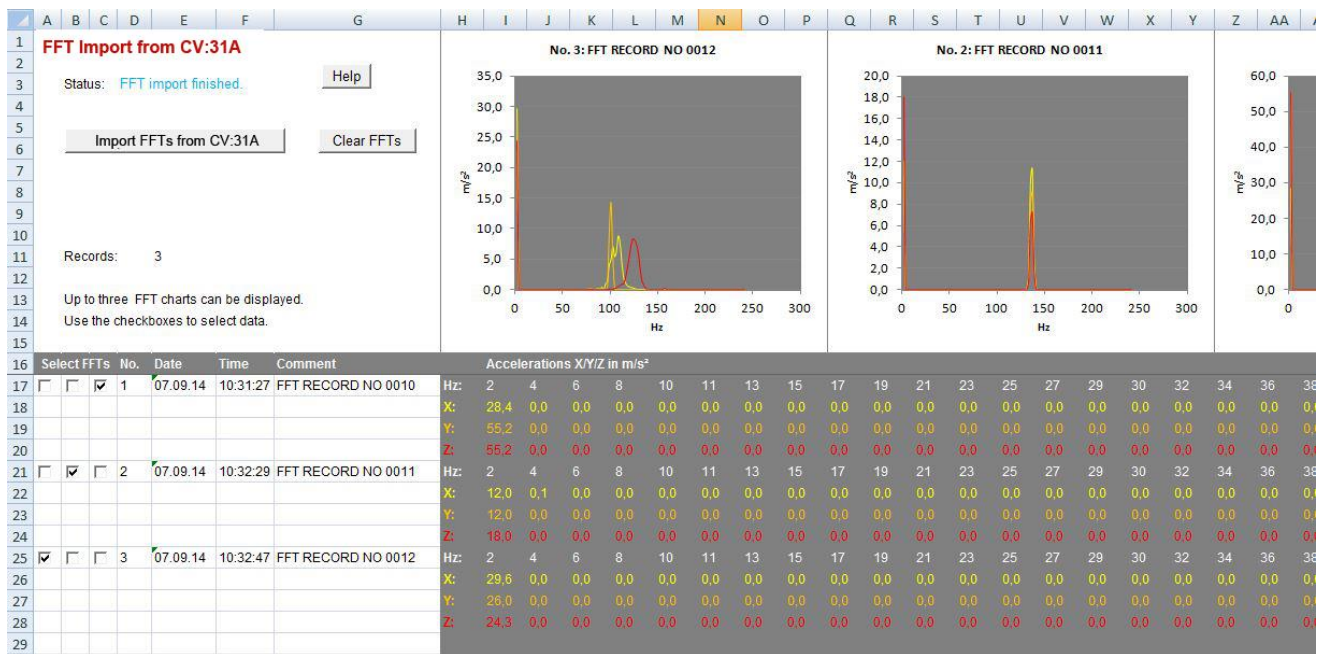 A B C D E F G H I J K L M N O P Q R S T U V W X Y Z AA
1 FFT Import from CV:31A
2
3 Status: FFT import finished. Help
4
5
6 Import FFTs from CV:31A Clear FFTs
7
8
9
10
11 Records: 3
12
13 Up to three FFT charts can be displayed.
14 Use the checkboxes to select data.
15
No. 3: FFT RECORD NO 0012
35,0
30,0
25,0
20,0
15,0
10,0
5,0
0,0
m/s²
0 50 100 150 200 250 300
Hz
No. 2: FFT RECORD NO 0011
20,0
18,0
16,0
14,0
12,0
10,0
8,0
6,0
4,0
2,0
0,0
m/s²
0 50 100 150 200 250 300
Hz
60,0
50,0
40,0
30,0
20,0
10,0
0,0
m/s²
0
16 Select FFTs No. Date Time Comment Accelerations X/Y/Z in m/s²
17 1 07.09.14 10:31:27 FFT RECORD NO 0010 Hz: 2 4 6 8 10 11 13 15 17 19 21 23 25 27 29 30 32 34 36 38
18 X: 28,4 0,0 0,0 0,0 0,0 0,0 0,0 0,0 0,0 0,0 0,0 0,0 0,0 0,0 0,0 0,0 0,0 0,0 0,0
19 Y: 55,2 0,0 0,0 0,0 0,0 0,0 0,0 0,0 0,0 0,0 0,0 0,0 0,0 0,0 0,0 0,0 0,0 0,0 0,0
20 Z: 55,2 0,0 0,0 0,0 0,0 0,0 0,0 0,0 0,0 0,0 0,0 0,0 0,0 0,0 0,0 0,0 0,0 0,0 0,0
21 2 07.09.14 10:32:29 FFT RECORD NO 0011 Hz: 2 4 6 8 10 11 13 15 17 19 21 23 25 27 29 30 32 34 36 38
22 X: 12,0 0,1 0,0 0,0 0,0 0,0 0,0 0,0 0,0 0,0 0,0 0,0 0,0 0,0 0,0 0,0 0,0 0,0 0,0
23 Y: 12,0 0,0 0,0 0,0 0,0 0,0 0,0 0,0 0,0 0,0 0,0 0,0 0,0 0,0 0,0 0,0 0,0 0,0 0,0
24 Z: 18,0 0,0 0,0 0,0 0,0 0,0 0,0 0,0 0,0 0,0 0,0 0,0 0,0 0,0 0,0 0,0 0,0 0,0 0,0
25 3 07.09.14 10:32:47 FFT RECORD NO 0012 Hz: 2 4 6 8 10 11 13 15 17 19 21 23 25 27 29 30 32 34 36 38
26 X: 29,6 0,0 0,0 0,0 0,0 0,0 0,0 0,0 0,0 0,0 0,0 0,0 0,0 0,0 0,0 0,0 0,0 0,0 0,0
27 Y: 26,0 0,0 0,0 0,0 0,0 0,0 0,0 0,0 0,0 0,0 0,0 0,0 0,0 0,0 0,0 0,0 0,0 0,0 0,0
28 Z: 24,3 0,0 0,0 0,0 0,0 0,0 0,0 0,0 0,0 0,0 0,0 0,0 0,0 0,0 0,0 0,0 0,0 0,0 0,0
29